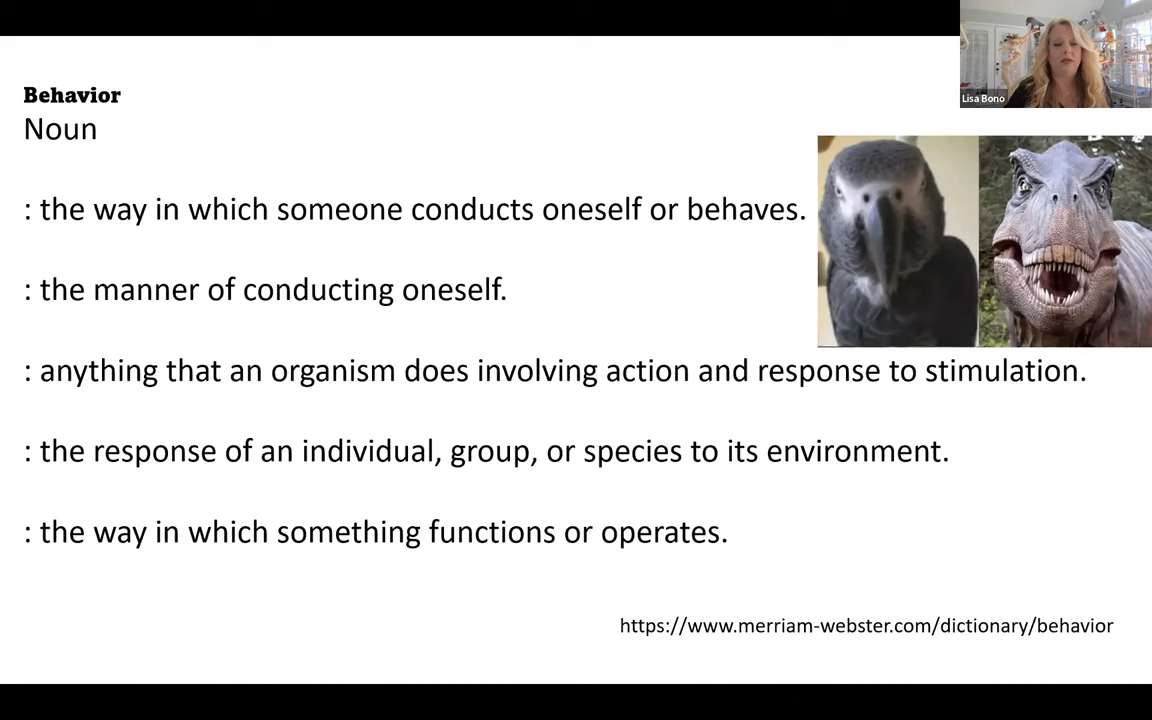 Lisa Bono
Behavior
Noun
: the way in which someone conducts oneself or behaves.
: the manner of conducting oneself.
: anything that an organism does involving action and response to stimulation.
: the response of an individual, group, or species to its environment.
: the way in which something functions or operates.
https://www.merriam-webster.com/dictionary/behavior